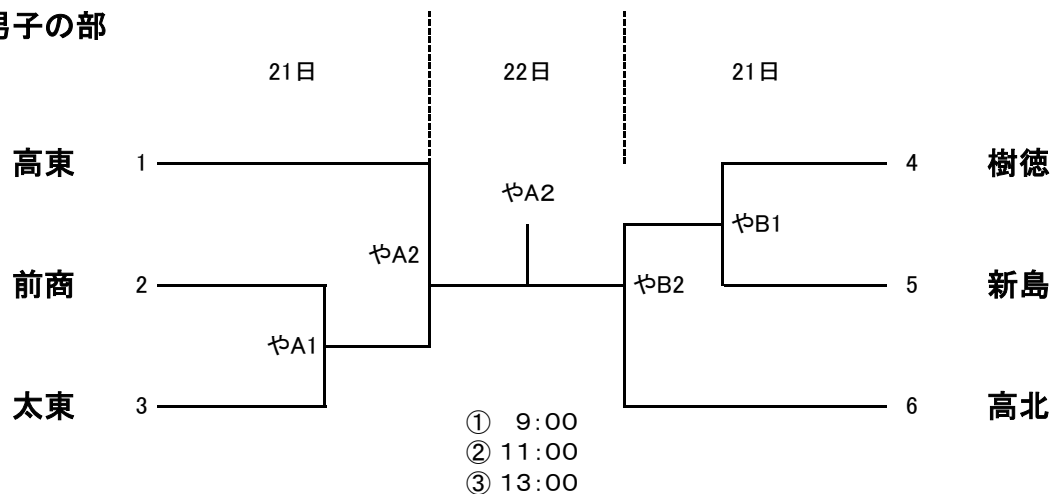 男子の部
21日 22日 21日
高東 1 4 樹徳
やA2
やB1
やA2
前商 2 やB2 5 新島
やA1
太東 3 6 高北
① 9:00
② 11:00
③ 13:00